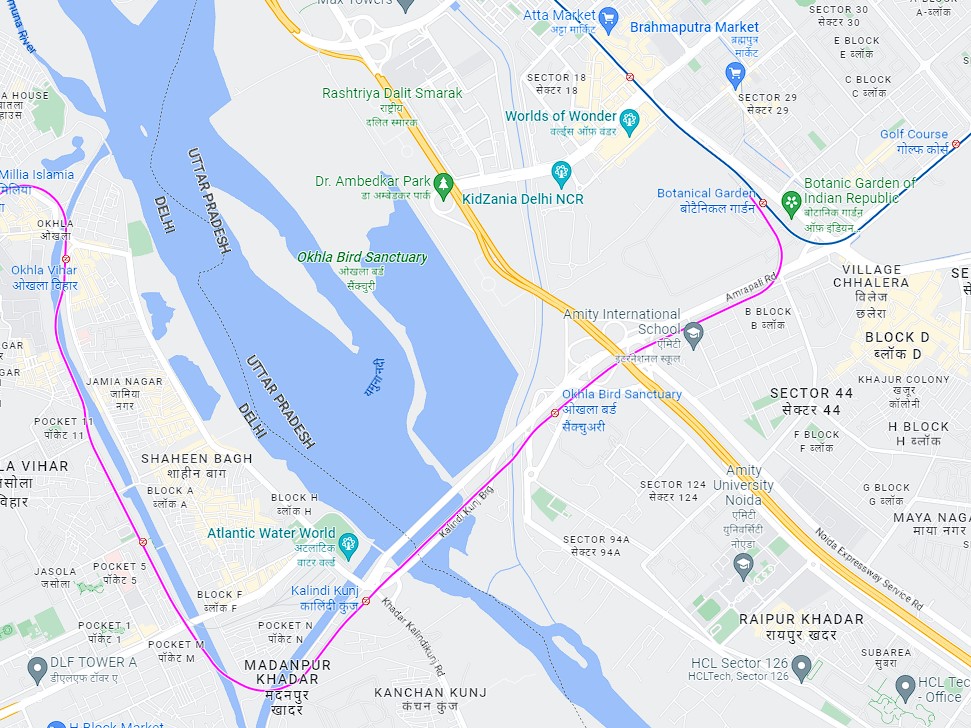 Max Towers
Atta Market
अट्टा मार्किट
Brahmaputra Market
ब्रह्मपुत्र
मार्केट
SECTOR 30
सेक्टर 30
A-BLOCK
A-ब्लॉक
E BLOCK
E ब्लॉक
C BLOCK
C ब्लॉक
SECTOR 18
सेक्टर 18
SECTOR 29
सेक्टर 29
Rashtriya Dalit Smarak
राष्ट्रीय
दलित स्मारक
Worlds of Wonder
वर्ल्ड्स ऑफ वंडर
Golf Course
गोल्फ कोर्स
Dr. Ambedkar Park
डा अम्बेडकर पार्क
KidZania Delhi NCR
Botanical Garden
बोटैनिकल गार्डन
Botanic Garden of
Indian Republic
बोटानिक गार्डन
ऑफ़ इंडियन
Millia Islamia
OKHLA
ओखला
Okhla Vihar
ओखला विहार
UTTAR PRADESH
DELHI
Okhla Bird Sanctuary
ओखला बर्ड
सैंक्चुरी
VILLAGE
CHHALERA
विलेज
छलेरा
Amrapali Rd
B BLOCK
B ब्लॉक
Amity International
School
एमिटी
इंटरनेशनल स्कूल
BLOCK D
ब्लॉक D
यमुना नदी
UTTAR PRADESH
DELHI
JAMIA NAGAR
जामिया
नगर
Okhla Bird Sanctuary
ओखला बर्ड
सैंक्चुअरी
KHAJUR COLONY
खजूर
कॉलोनी
SECTOR 44
सेक्टर 44
POCKET 11
पॉकेट 11
H BLOCK
H ब्लॉक
F BLOCK
F ब्लॉक
SHAHEEN BAGH
शाहीन बाग
LA VIHAR
जसोला
विहार
BLOCK A
ब्लॉक A
BLOCK H
ब्लॉक H
Amity
University
Noida
एमिटी
यूनिवर्सिटी
नोएडा
SECTOR 124
सेक्टर 124
G BLOCK
G ब्लॉक
Kalindi Kunj Brg
MAYA NAGA
माया नगर
Atlantic Water World
अटलांटिक
वाटर वर्ल्ड
SECTOR 94A
सेक्टर 94A
Noida Expressway Service Rd
JASOLA
जसोला
POCKET 5
पॉकेट 5
BLOCK F
ब्लॉक F
Kalindi Kunj
कालिंदी कुंज
Khadar Kalindikunj Rd
POCKET 1
पॉकेट 1
POCKET N
पॉकेट N
POCKET M
पॉकेट M
RAIPUR KHADAR
रायपुर खदर
DLF TOWER A
डीएलएफ़ टॉवर ए
MADANPUR
KHADAR
मदनपुर
खादर
KANCHAN KUNJ
कंचन कुंज
HCL Sector 126
HCLTech, Sector 126
SUBAREA
सुबरा
HCL Tec
- Office
H Block Market